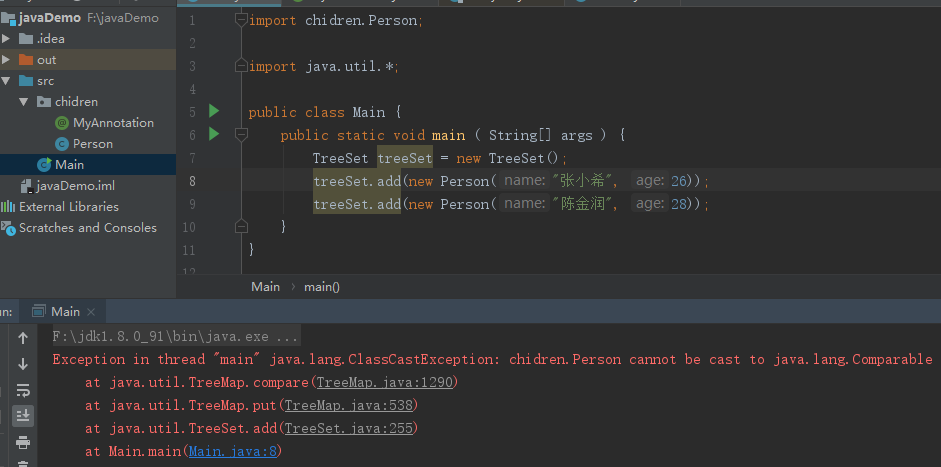 javaDemo F:\javaDemo
.idea
out
src
chidren
MyAnnotation
Person
Main
javaDemo.iml
External Libraries
Scratches and Consoles
1 import chidren.Person;
2
3 import java.util.*;
4
5 public class Main {
6 public static void main ( String[] args ) {
7 TreeSet treeSet = new TreeSet();
8 treeSet.add(new Person( name: "张小希", age: 26));
9 treeSet.add(new Person( name: "陈金润", age: 28));
10 }
11 }
12
Main › main()
un: Main ×
F:\jdk1.8.0_91\bin\java.exe ...
Exception in thread "main" java.lang.ClassCastException: chidren.Person cannot be cast to java.lang.Comparable
at java.util.TreeMap.compare(TreeMap.java:1290)
at java.util.TreeMap.put(TreeMap.java:538)
at java.util.TreeSet.add(TreeSet.java:255)
at Main.main(Main.java:8)